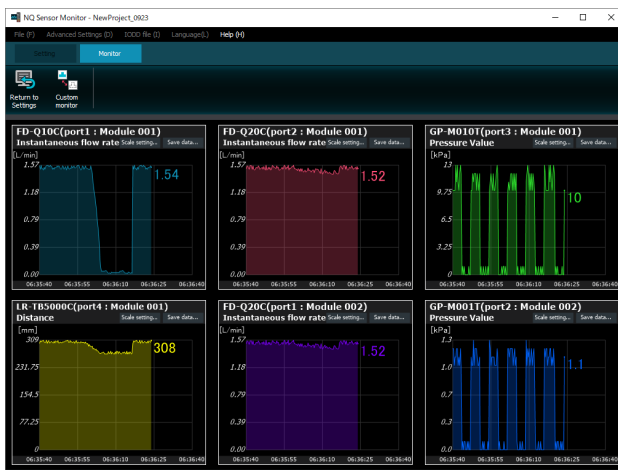 NQ Sensor Monitor - NewProject_0923
File (F) Advanced Settings (D) IODD file (I) Language(L) Help (H)
Setting Monitor
Return to Settings
Custom monitor
FD-Q10C(port1 : Module 001)
Instantaneous flow rate Scale setting... Save data...
[L/min]
1.57
1.18
0.79
0.39
0.00
1.54
06:35:40 06:35:55 06:36:10 06:36:25 06:36:40
FD-Q20C(port2 : Module 001)
Instantaneous flow rate Scale setting... Save data...
[L/min]
1.57
1.18
0.79
0.39
0.00
1.52
06:35:40 06:35:55 06:36:10 06:36:25 06:36:40
GP-M010T(port3 : Module 001)
Pressure Value Scale setting... Save data...
[kPa]
13
9.75
6.5
3.25
0
10
06:35:40 06:35:55 06:36:10 06:36:25 06:36:40
LR-TB5000C(port4 : Module 001)
Distance Scale setting... Save data...
[mm]
309
231.75
154.5
77.25
0
308
06:35:40 06:35:55 06:36:10 06:36:25 06:36:40
FD-Q20C(port1 : Module 002)
Instantaneous flow rate Scale setting... Save data...
[L/min]
1.57
1.18
0.79
0.39
0.00
1.52
06:35:40 06:35:55 06:36:10 06:36:25 06:36:40
GP-M001T(port2 : Module 002)
Pressure Value Scale setting... Save data...
[kPa]
1.3
1.0
0.7
0.3
0.0
1.1
06:35:40 06:35:55 06:36:10 06:36:25 06:36:40